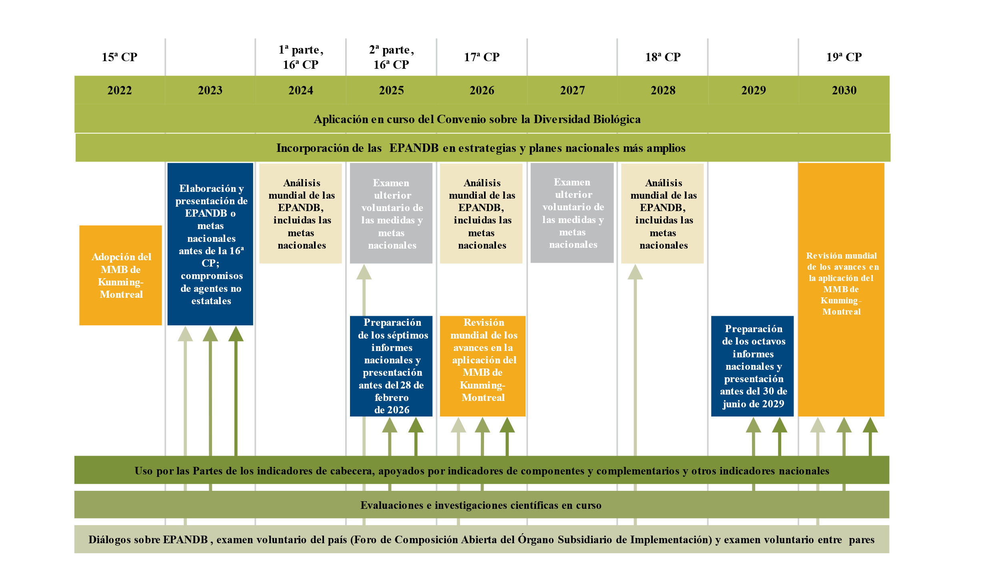 15ª CP
1ª parte,
16ª CP
2ª parte,
16ª CP
17ª CP
18ª CP
19ª CP
2022
2023
2024
2025
2026
2027
2028
2029
2030
Aplicación en curso del Convenio sobre la Diversidad Biológica
Incorporación de las EPANDB en estrategias y planes nacionales más amplios
Adopción del
MMB de
Kunming-
Montreal
Elaboración y
presentación de
EPANDB o
metas
nacionales
antes de la 16ª
CP;
compromisos
de agentes no
estatales
Análisis
mundial de las
EPANDB,
incluidas las
metas
nacionales
Examen
ulterior
voluntario de
las medidas y
metas
nacionales
Preparación
de los séptimos
informes
nacionales y
presentación
antes del 28 de
febrero
de 2026
Análisis
mundial de las
EPANDB,
incluidas las
metas
nacionales
Revisión
mundial de los
avances en la
aplicación del
MMB de
Kunming-
Montreal
Examen
ulterior
voluntario de
las medidas y
metas
nacionales
Análisis
mundial de las
EPANDB,
incluidas las
metas
nacionales
Preparación
de los octavos
informes
nacionales y
presentación
antes del 30 de
junio de 2029
Revisión mundial
de los avances en
la aplicación del
MMB de
Kunming-
Montreal
Uso por las Partes de los indicadores de cabecera, apoyados por indicadores de componentes y complementarios y otros indicadores nacionales
Evaluaciones e investigaciones científicas en curso
Diálogos sobre EPANDB, examen voluntario del país (Foro de Composición Abierta del Órgano Subsidiario de Implementación) y examen voluntario entre pares